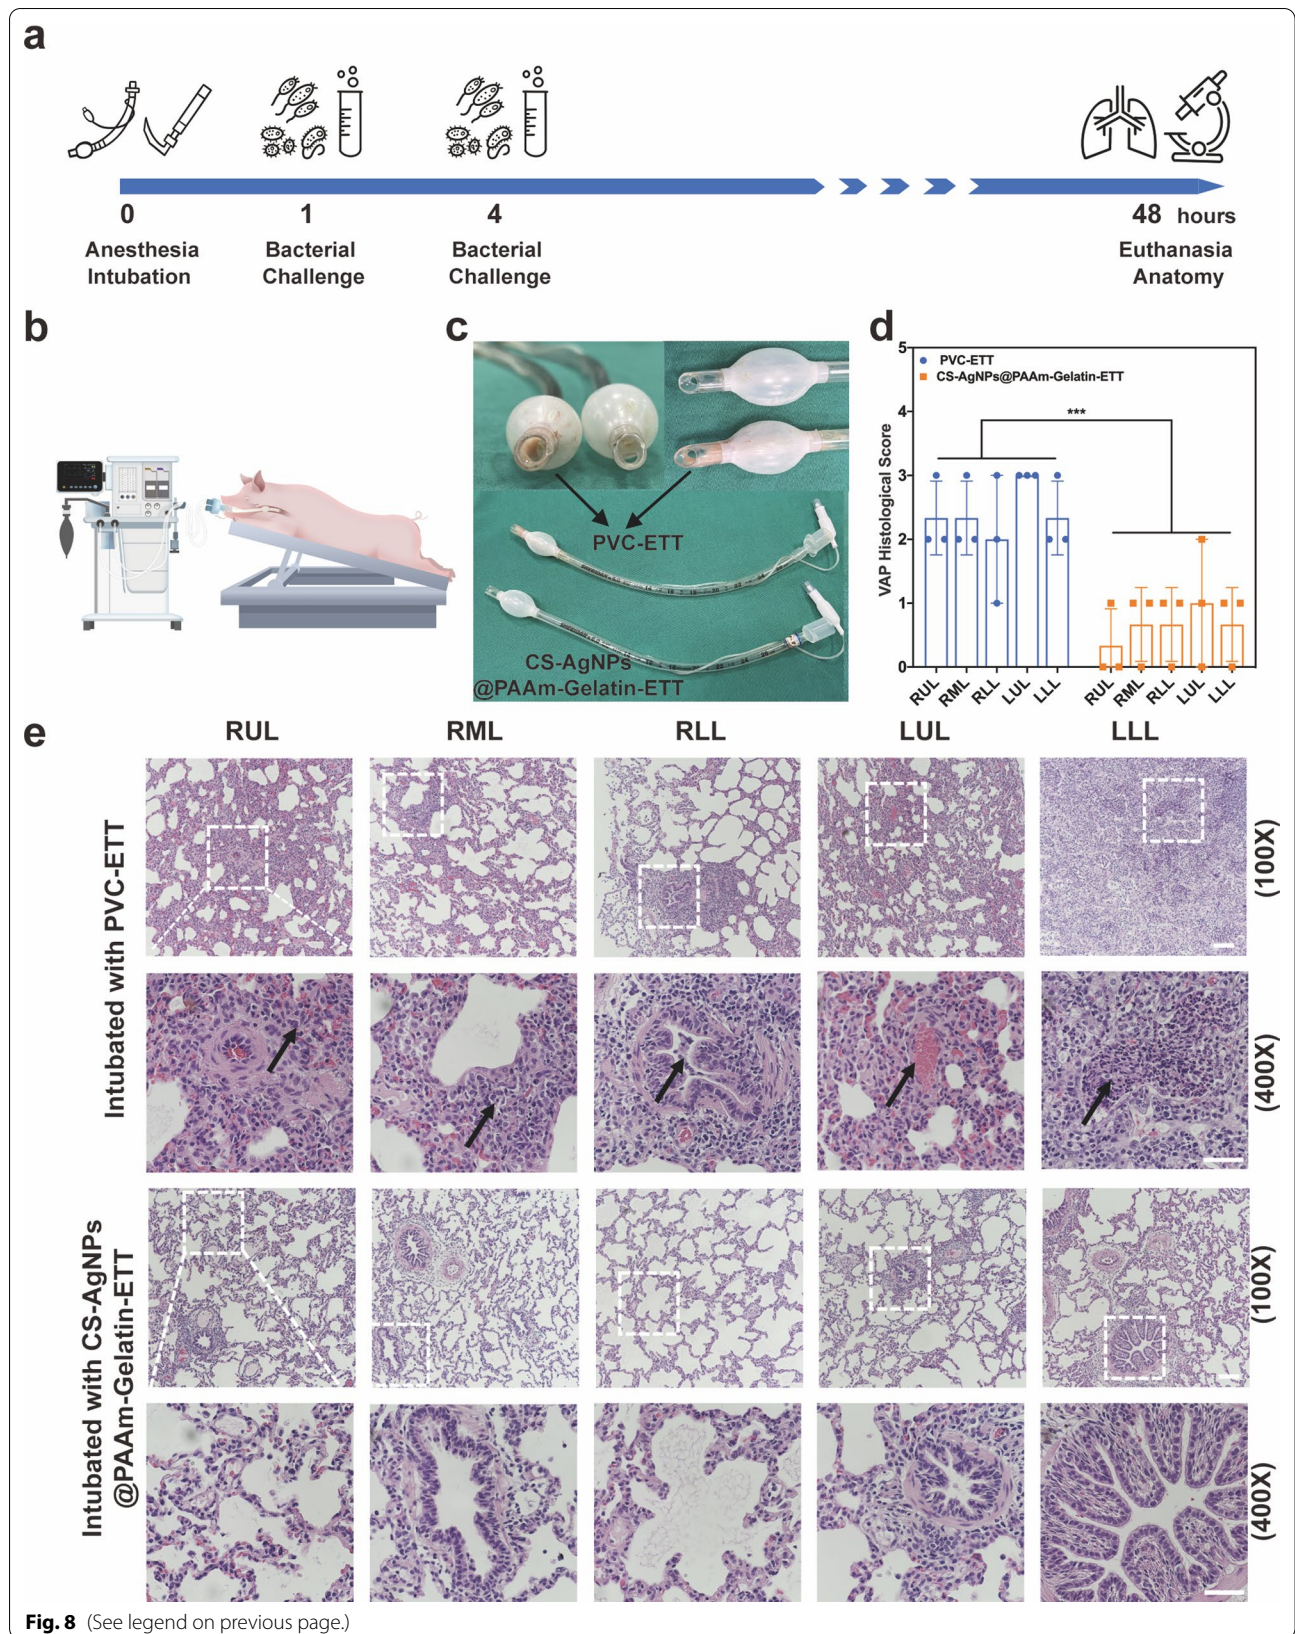 a
0
1
4
48 hours
Anesthesia
Intubation
Bacterial
Challenge
Bacterial
Challenge
Euthanasia
Anatomy
b
c
PVC-ETT
CS-AgNPs
@PAAm-Gelatin-ETT
d
PVC-ETT
CS-AgNPs@PAAm-Gelatin-ETT
***
VAP Histological Score
5
4
3
2
1
0
RUL
RML
RLL
LUL
LLL
RUL
RML
RLL
LUL
LLL
e
RUL
RML
RLL
LUL
LLL
Intubated with PVC-ETT
(100X)
(400X)
Intubated with CS-AgNPs
@PAAm-Gelatin-ETT
(100X)
(400X)
Fig. 8 (See legend on previous page.)